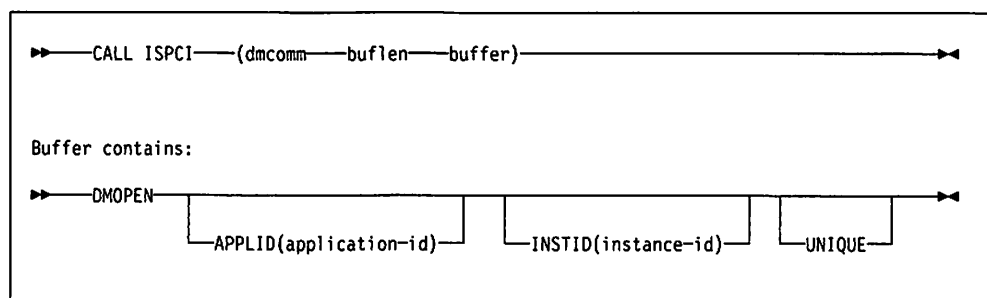 CALL ISPCI (dmcomm buflen buffer)
Buffer contains:
DMOPEN
APPLID(application-id) INSTID(instance-id) UNIQUE